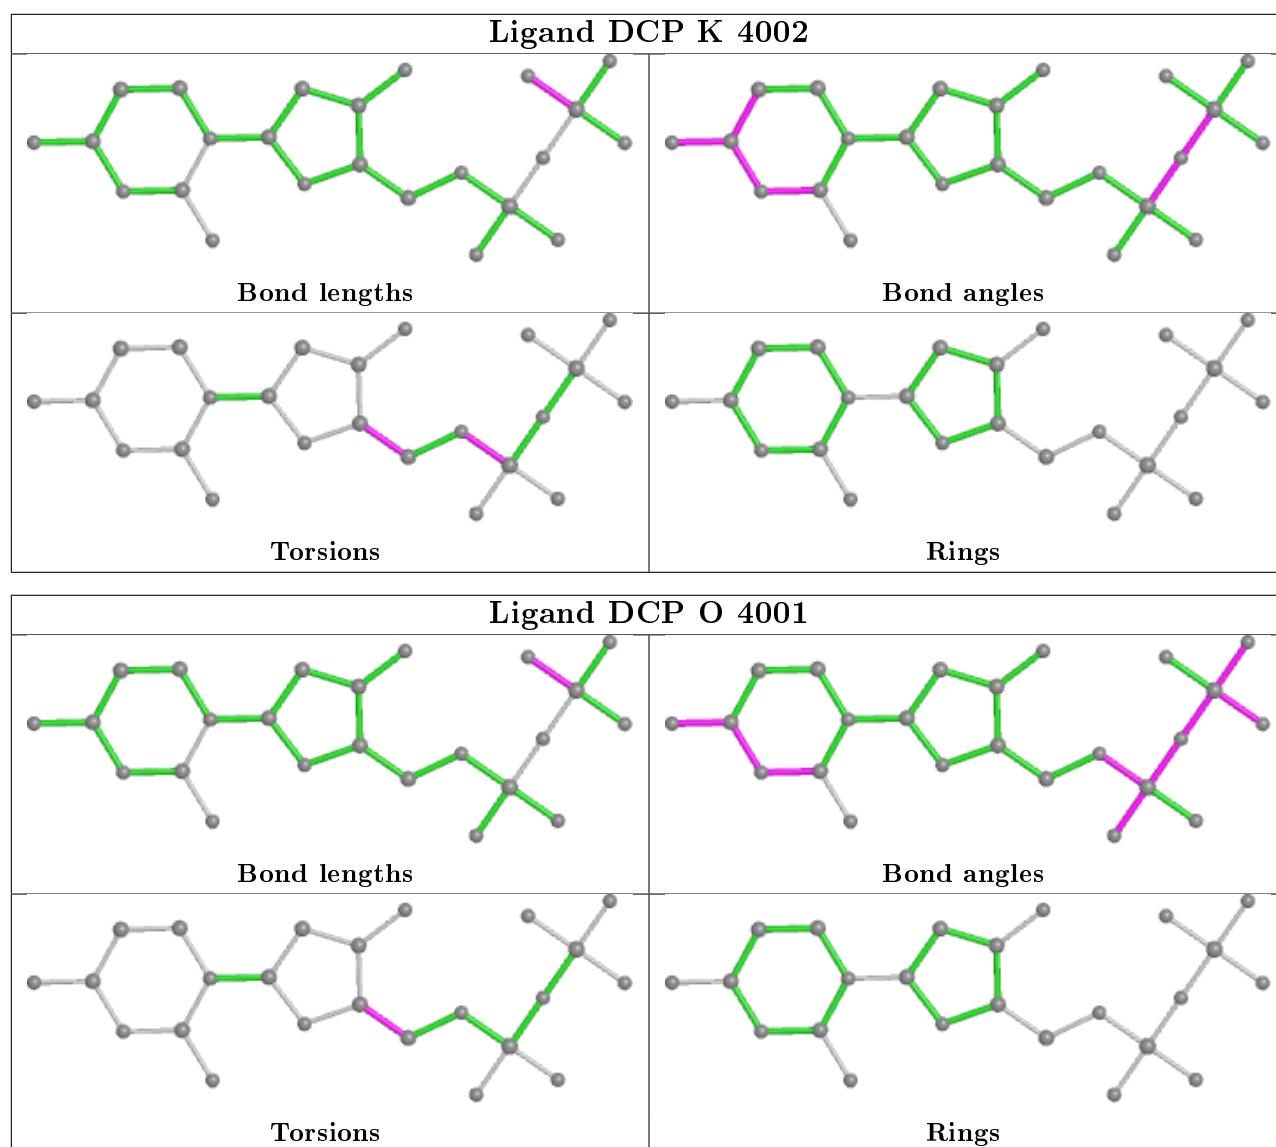 Ligand DCP K 4002
Bond lengths
Bond angles
Torsions
Rings
Ligand DCP O 4001
Bond lengths
Bond angles
Torsions
Rings